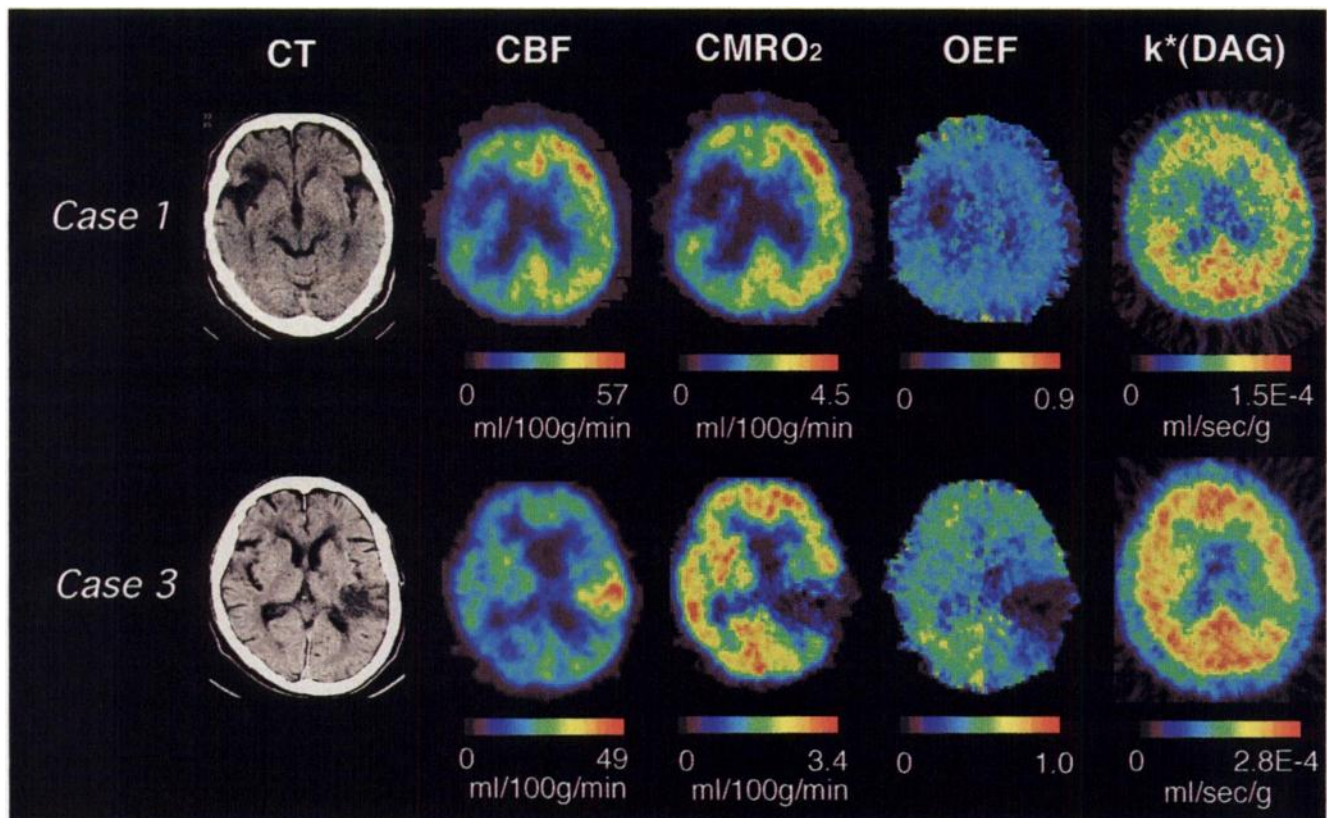 CT CBF CMRO₂ OEF k*(DAG)
Case 1
0 57 0 4.5 0 0.9 0 1.5E-4
ml/100g/min ml/100g/min ml/sec/g
Case 3
0 49 0 3.4 0 1.0 0 2.8E-4
ml/100g/min ml/100g/min ml/sec/g